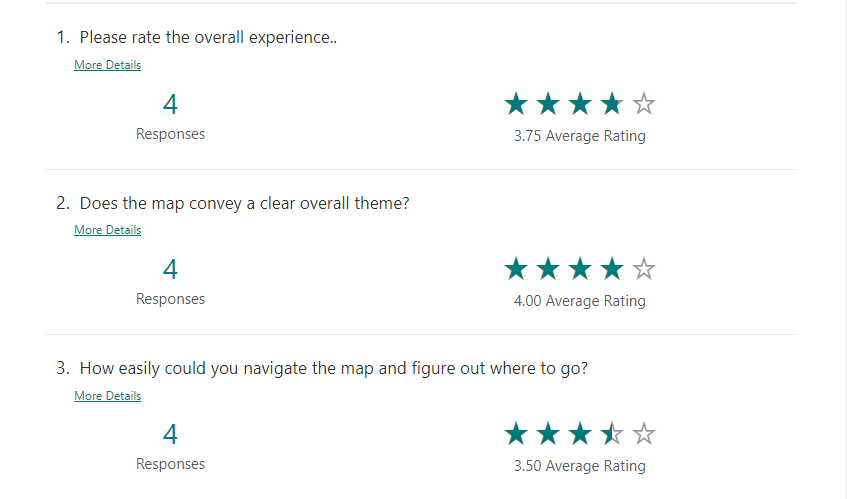 1. Please rate the overall experience..
More Details
4
Responses
3.75 Average Rating
2. Does the map convey a clear overall theme?
More Details
4
Responses
4.00 Average Rating
3. How easily could you navigate the map and figure out where to go?
More Details
4
Responses
3.50 Average Rating